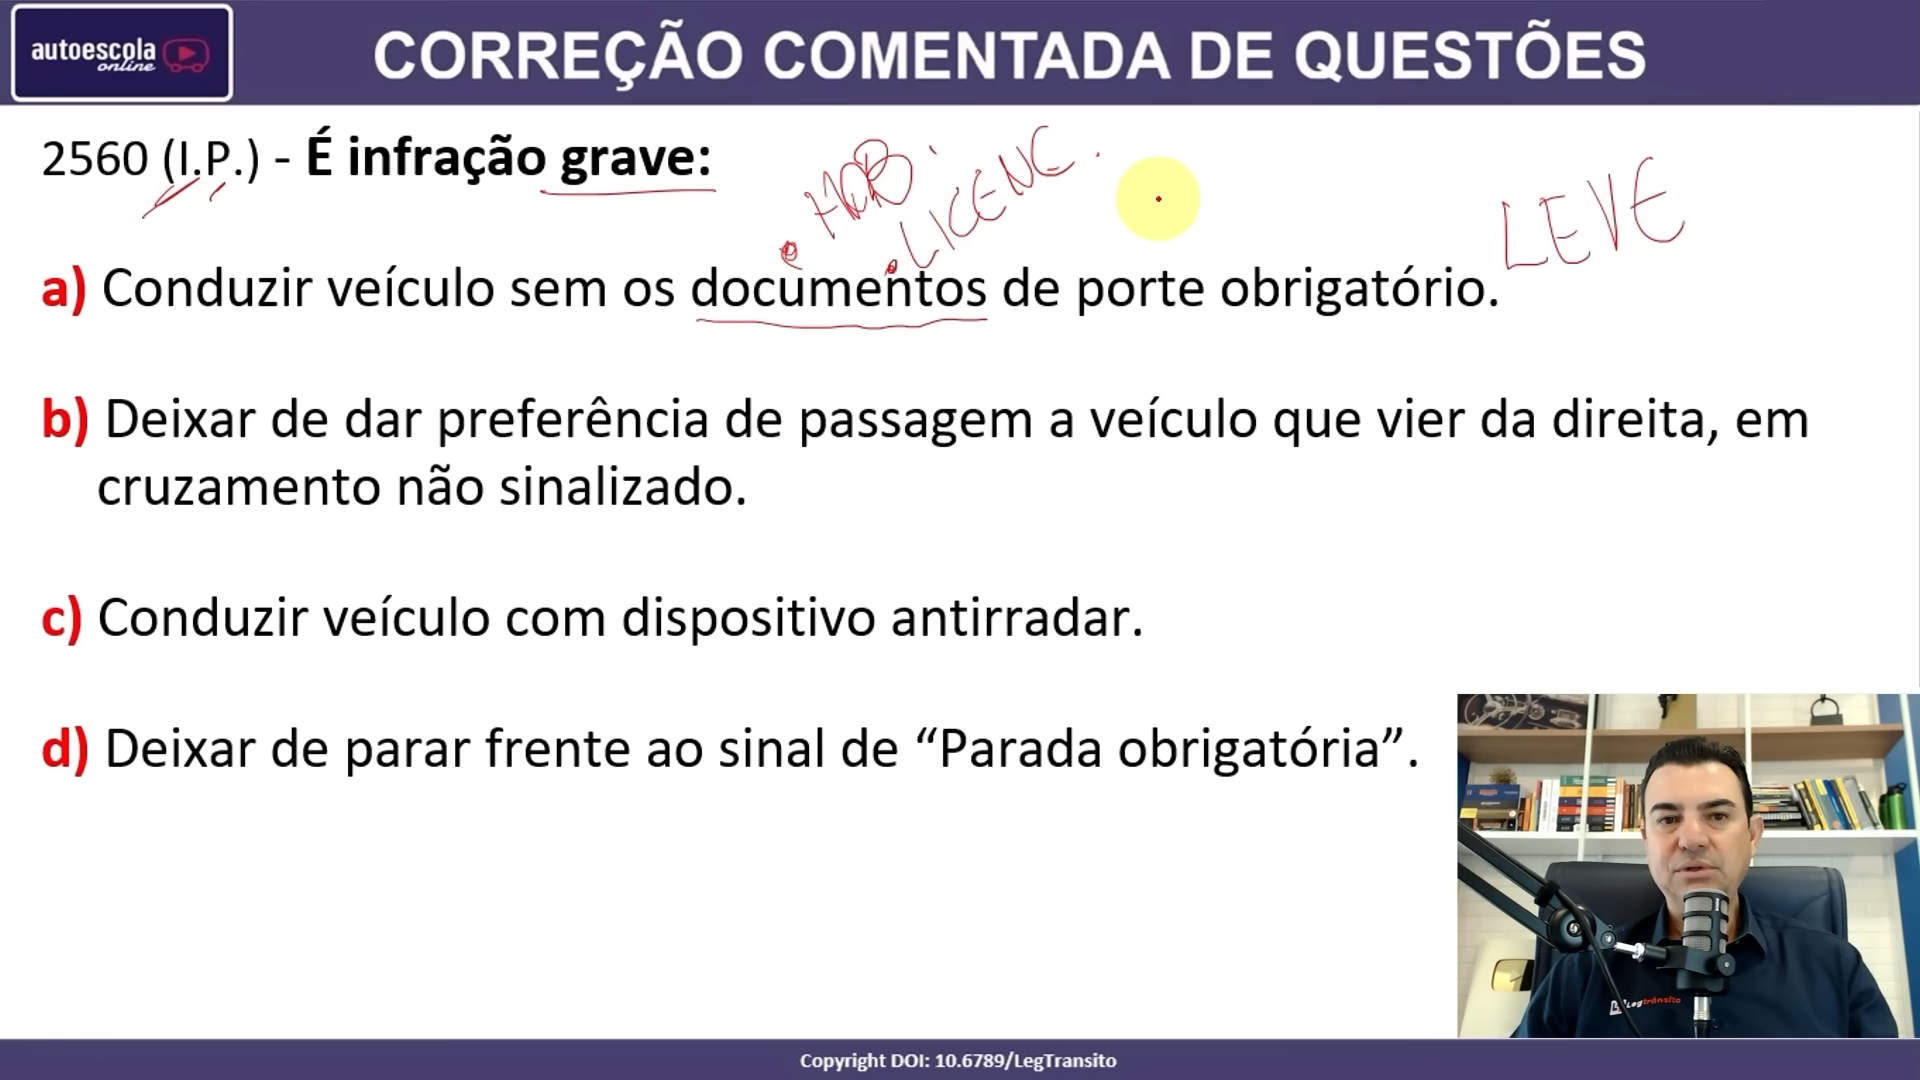 autoescola
online
CORREÇÃO COMENTADA DE QUESTÕES
2560 (I.P.) - É infração grave:
HAB.
LICENC.
LEVE
a) Conduzir veículo sem os documentos de porte obrigatório.
b) Deixar de dar preferência de passagem a veículo que vier da direita, em
cruzamento não sinalizado.
c) Conduzir veículo com dispositivo antirradar.
d) Deixar de parar frente ao sinal de “Parada obrigatória”.
Legtrânsito
Copyright DOI: 10.6789/LegTransito